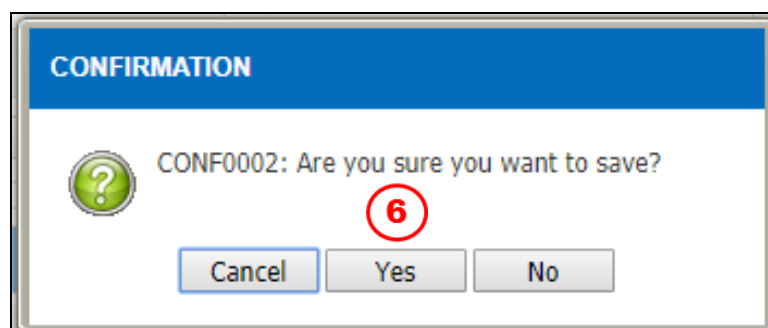 CONFIRMATION
CONF0002: Are you sure you want to save?
6
Cancel Yes No